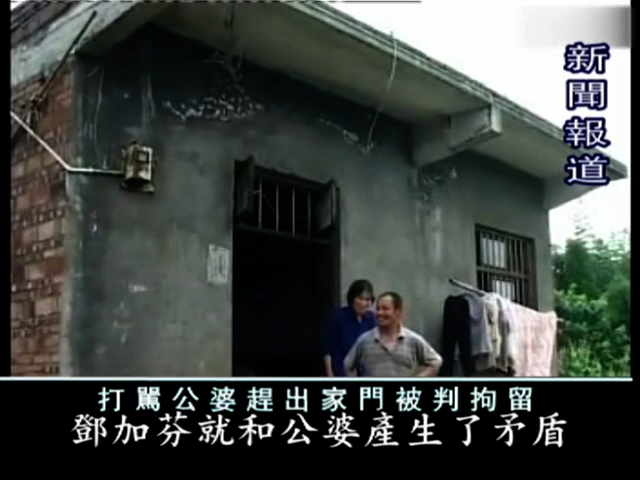 新聞報道
打罵公婆趕出家門被判拘留
鄧加芬就和公婆產生了矛盾